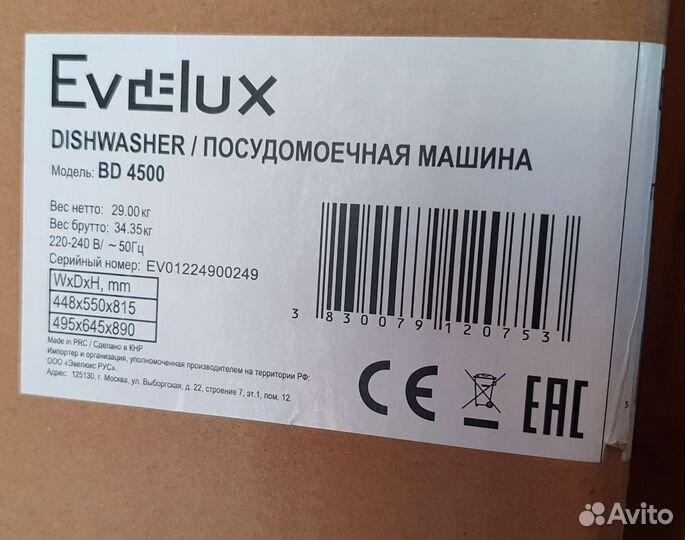 Evelux
DISHWASHER / ПОСУДОМОЕЧНАЯ МАШИНА
Модель: BD 4500
Вес нетто: 29.00 кг
Вес брутто: 34.35 кг
220-240 В/ ~ 50Гц
Серийный номер: EV01224900249
WxDxH, mm
448x550x815
495x645x890
Made in PRC / Сделано в КНР
Импортер и организация, уполномоченная производителем на территории РФ:
ООО «Эвелюкс РУС».
Адрес: 125130, г. Москва, ул. Выборгская, д. 22, строение 7, эт.1, пом. 12.
3 830079 120753
CE EAC
3
Avito